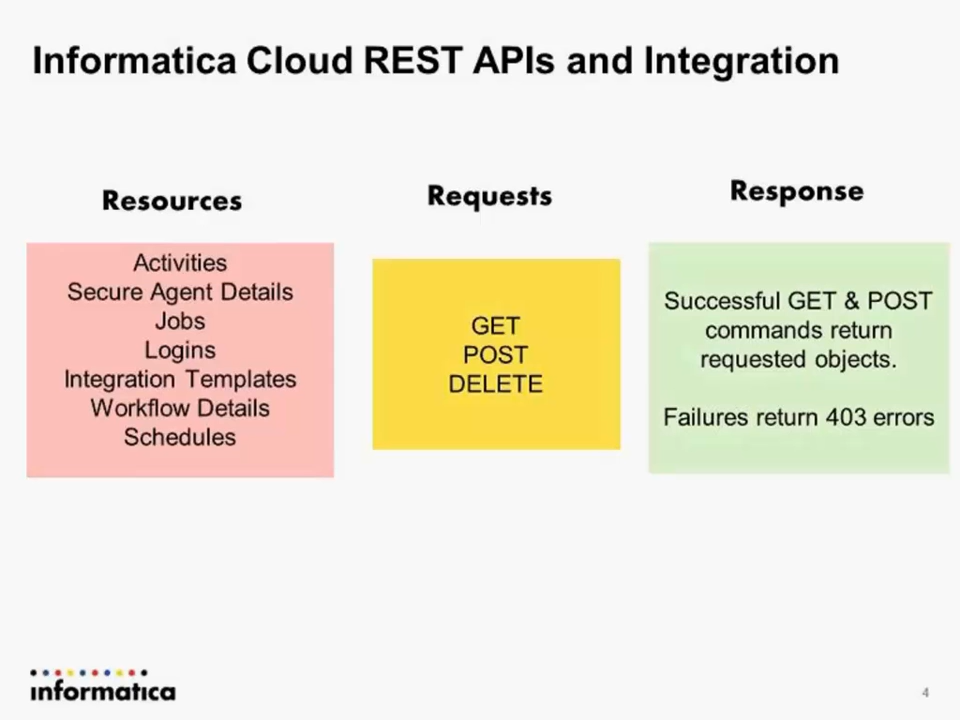 Informatica Cloud REST APIs and Integration
Resources
Activities
Secure Agent Details
Jobs
Logins
Integration Templates
Workflow Details
Schedules
Requests
GET
POST
DELETE
Response
Successful GET & POST
commands return
requested objects.
Failures return 403 errors
informatica
4